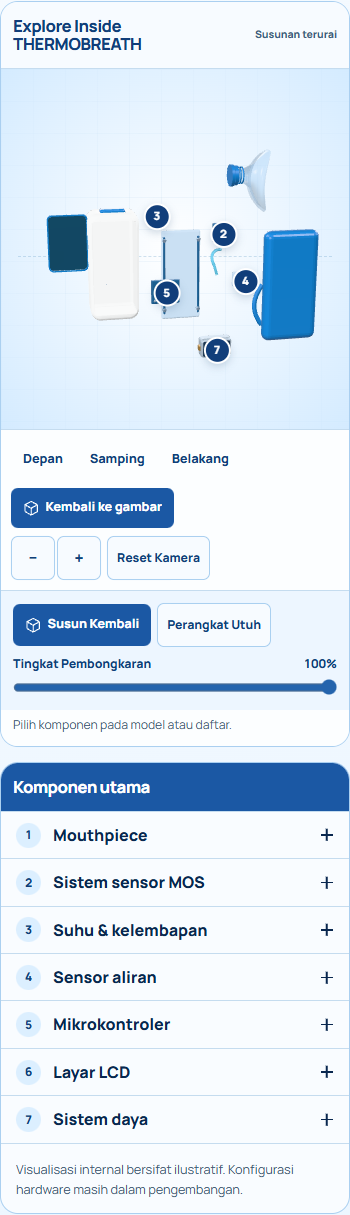 Explore Inside
THERMOBREATH
Susunan terurai
3
2
4
5
7
Depan Samping Belakang
Kembali ke gambar
− + Reset Kamera
Susun Kembali Perangkat Utuh
Tingkat Pembongkaran 100%
Pilih komponen pada model atau daftar.
Komponen utama
1 Mouthpiece +
2 Sistem sensor MOS +
3 Suhu & kelembapan +
4 Sensor aliran +
5 Mikrokontroler +
6 Layar LCD +
7 Sistem daya +
Visualisasi internal bersifat ilustratif. Konfigurasi
hardware masih dalam pengembangan.